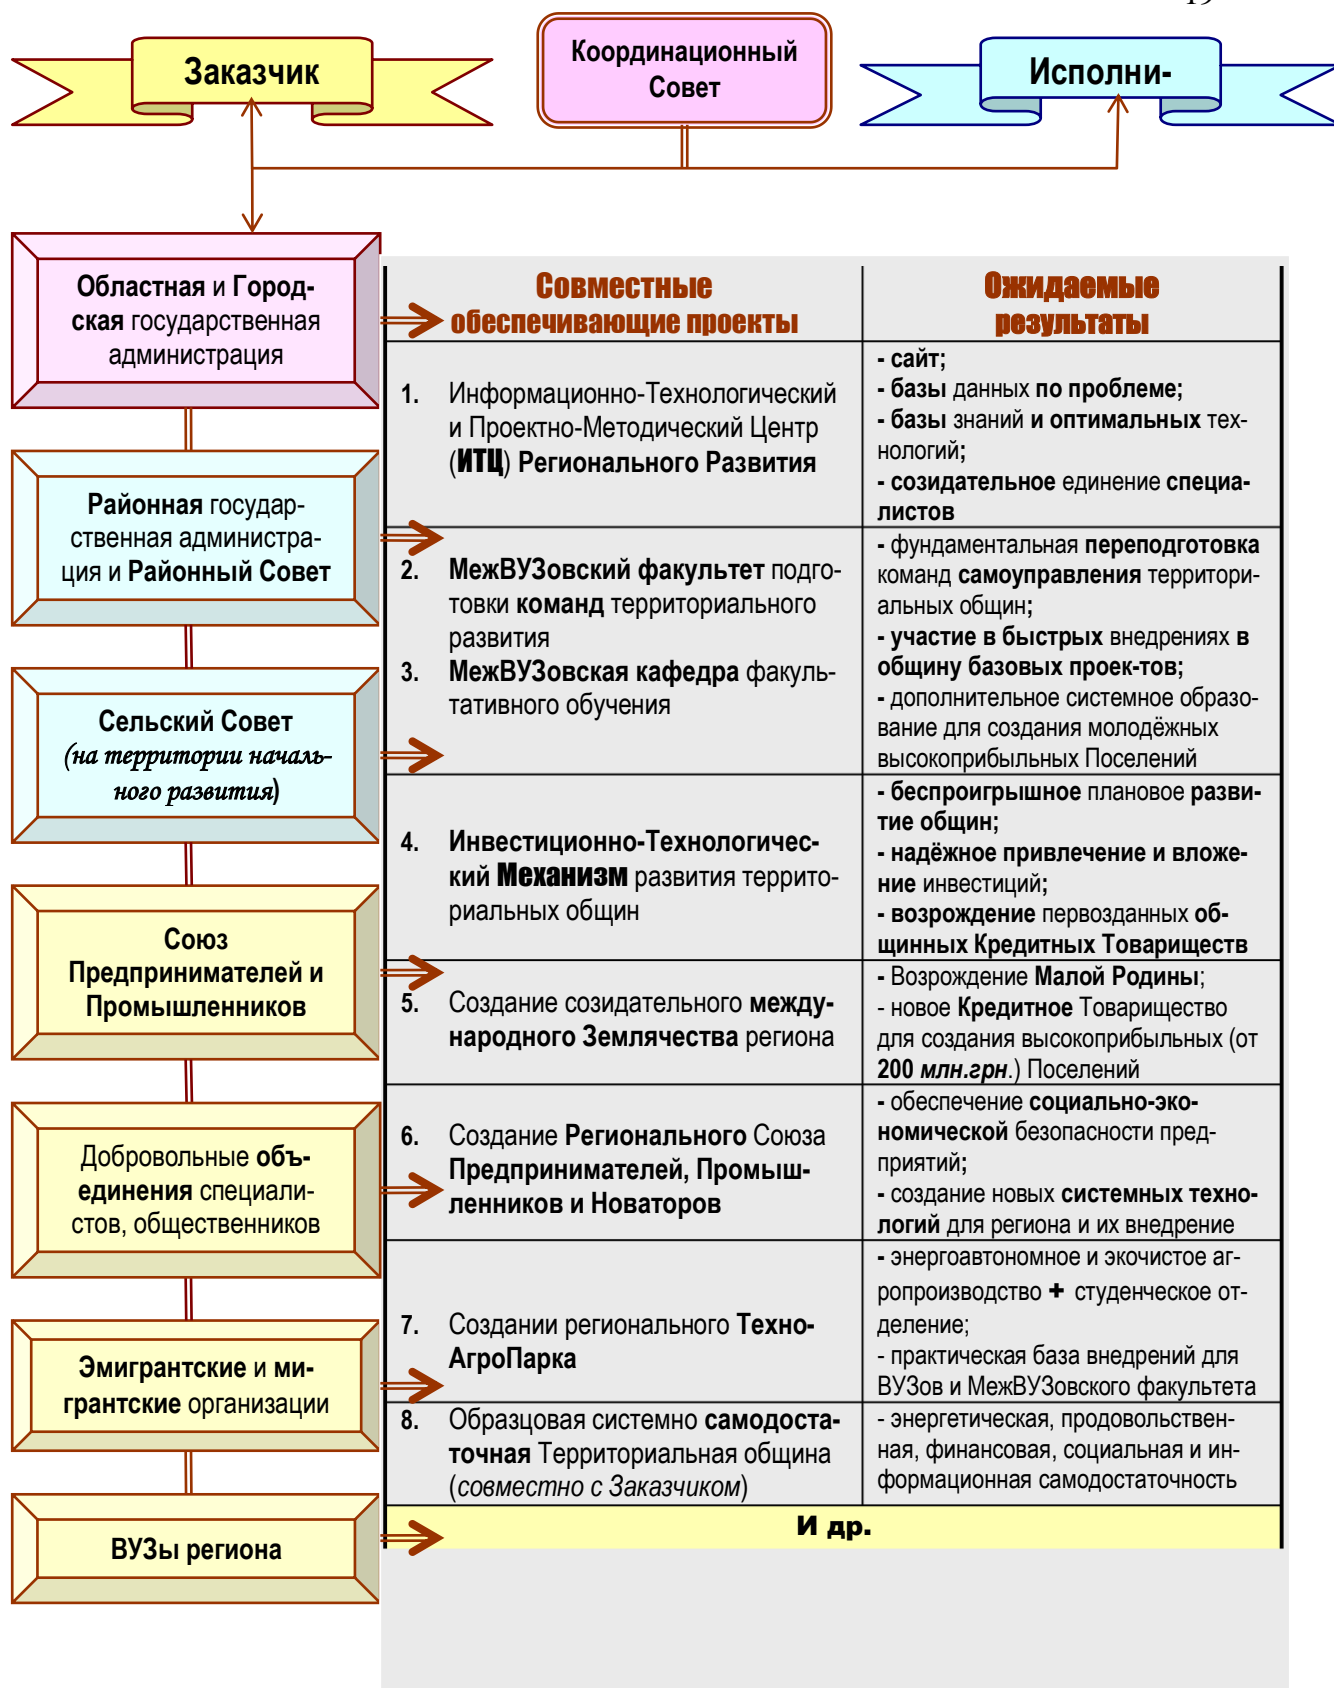 Заказчик
Координационный
Совет
Исполни-
Областная и Город-
ская государственная
администрация
Районная государ-
ственная администра-
ция и Районный Совет
Сельский Совет
(на территории началь-
ного развития)
Союз
Предпринимателей и
Промышленников
Добровольные объ-
единения специали-
стов, общественников
Эмигрантские и ми-
грантские организации
ВУЗы региона
Совместные
обеспечивающие проекты
Ожидаемые
результаты
1. Информационно-Технологический
и Проектно-Методический Центр
(ИТЦ) Регионального Развития
- сайт;
- базы данных по проблеме;
- базы знаний и оптимальных тех-
нологий;
- созидательное единение специа-
листов
2. МежВУЗовский факультет подго-
товки команд территориального
развития
3. МежВУЗовская кафедра факуль-
тативного обучения
- фундаментальная переподготовка
команд самоуправления территори-
альных общин;
- участие в быстрых внедрениях в
общину базовых проек-тов;
- дополнительное системное образо-
вание для создания молодёжных
высокоприбыльных Поселений
4. Инвестиционно-Технологичес-
кий Механизм развития террито-
риальных общин
- беспроигрышное плановое разви-
тие общин;
- надёжное привлечение и вложе-
ние инвестиций;
- возрождение первозданных об-
щинных Кредитных Товариществ
5. Создание созидательного между-
народного Землячества региона
- Возрождение Малой Родины;
- новое Кредитное Товарищество
для создания высокоприбыльных (от
200 млн.грн.) Поселений
6. Создание Регионального Союза
Предпринимателей, Промыш-
ленников и Новаторов
- обеспечение социально-эко-
номической безопасности пред-
приятий;
- создание новых системных техно-
логий для региона и их внедрение
7. Создании регионального Техно-
АгроПарка
- энергоавтономное и экочистое аг-
ропроизводство + студенческое от-
деление;
- практическая база внедрений для
ВУЗов и МежВУЗовского факультета
8. Образцовая системно самодоста-
точная Территориальная община
(совместно с Заказчиком)
- энергетическая, продовольствен-
ная, финансовая, социальная и ин-
формационная самодостаточность
И др.